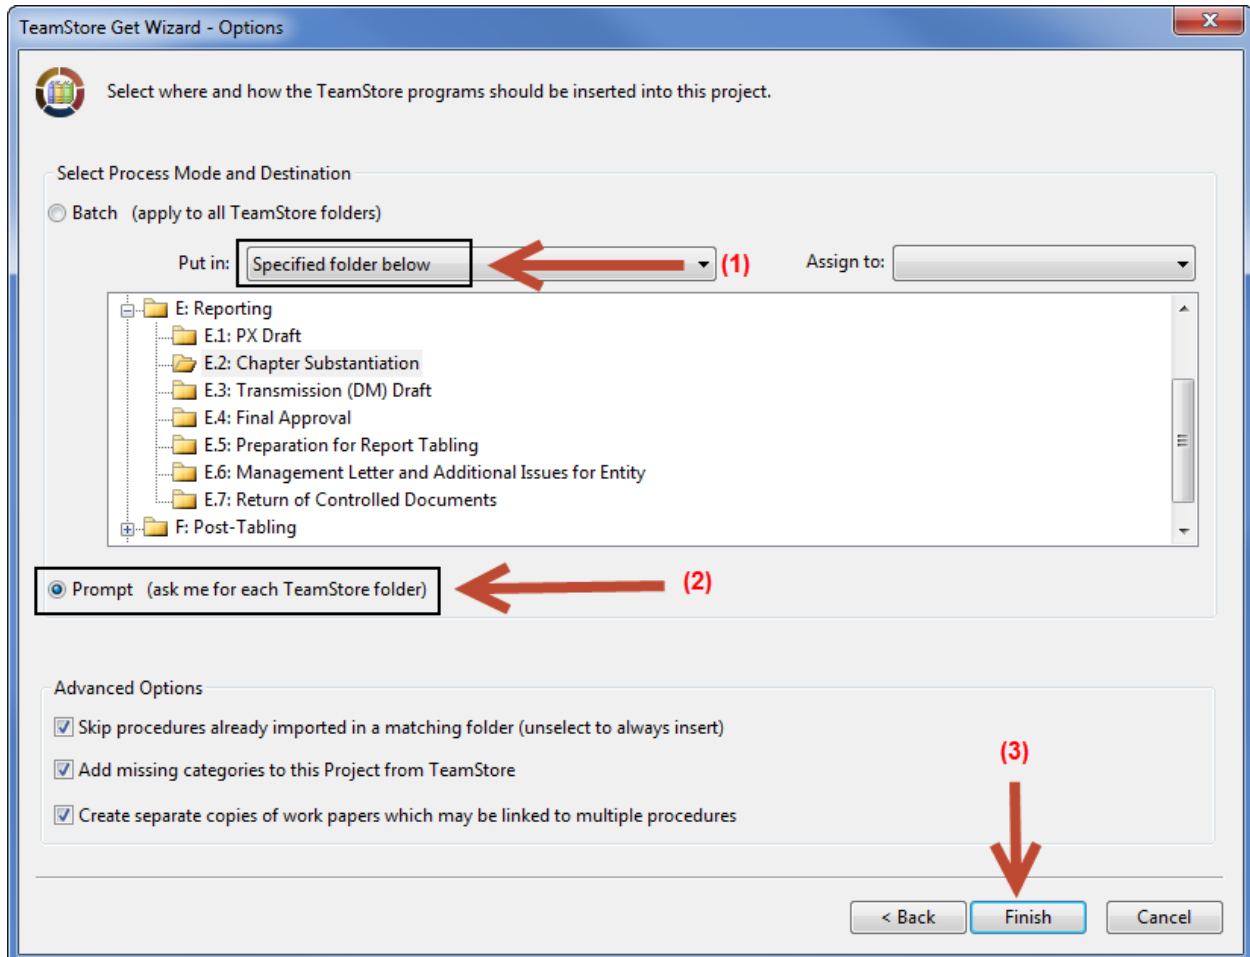 TeamStore Get Wizard - Options
x
Select where and how the TeamStore programs should be inserted into this project.
Select Process Mode and Destination
Batch (apply to all TeamStore folders)
Put in: Specified folder below (1) Assign to:
E: Reporting
E.1: PX Draft
E.2: Chapter Substantiation
E.3: Transmission (DM) Draft
E.4: Final Approval
E.5: Preparation for Report Tabling
E.6: Management Letter and Additional Issues for Entity
E.7: Return of Controlled Documents
F: Post-Tabling
Prompt (ask me for each TeamStore folder) (2)
Advanced Options
Skip procedures already imported in a matching folder (unselect to always insert)
(3)
Add missing categories to this Project from TeamStore
Create separate copies of work papers which may be linked to multiple procedures
< Back Finish Cancel